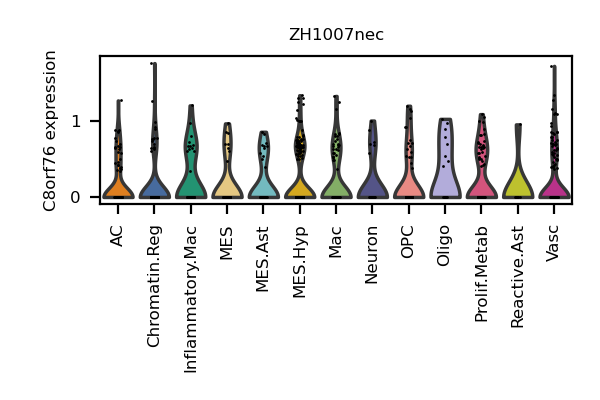 ZH1007nec
C8orf76 expression
1
0
AC
Chromatin.Reg
Inflammatory.Mac
MES
MES.Ast
MES.Hyp
Mac
Neuron
OPC
Oligo
Prolif.Metab
Reactive.Ast
Vasc